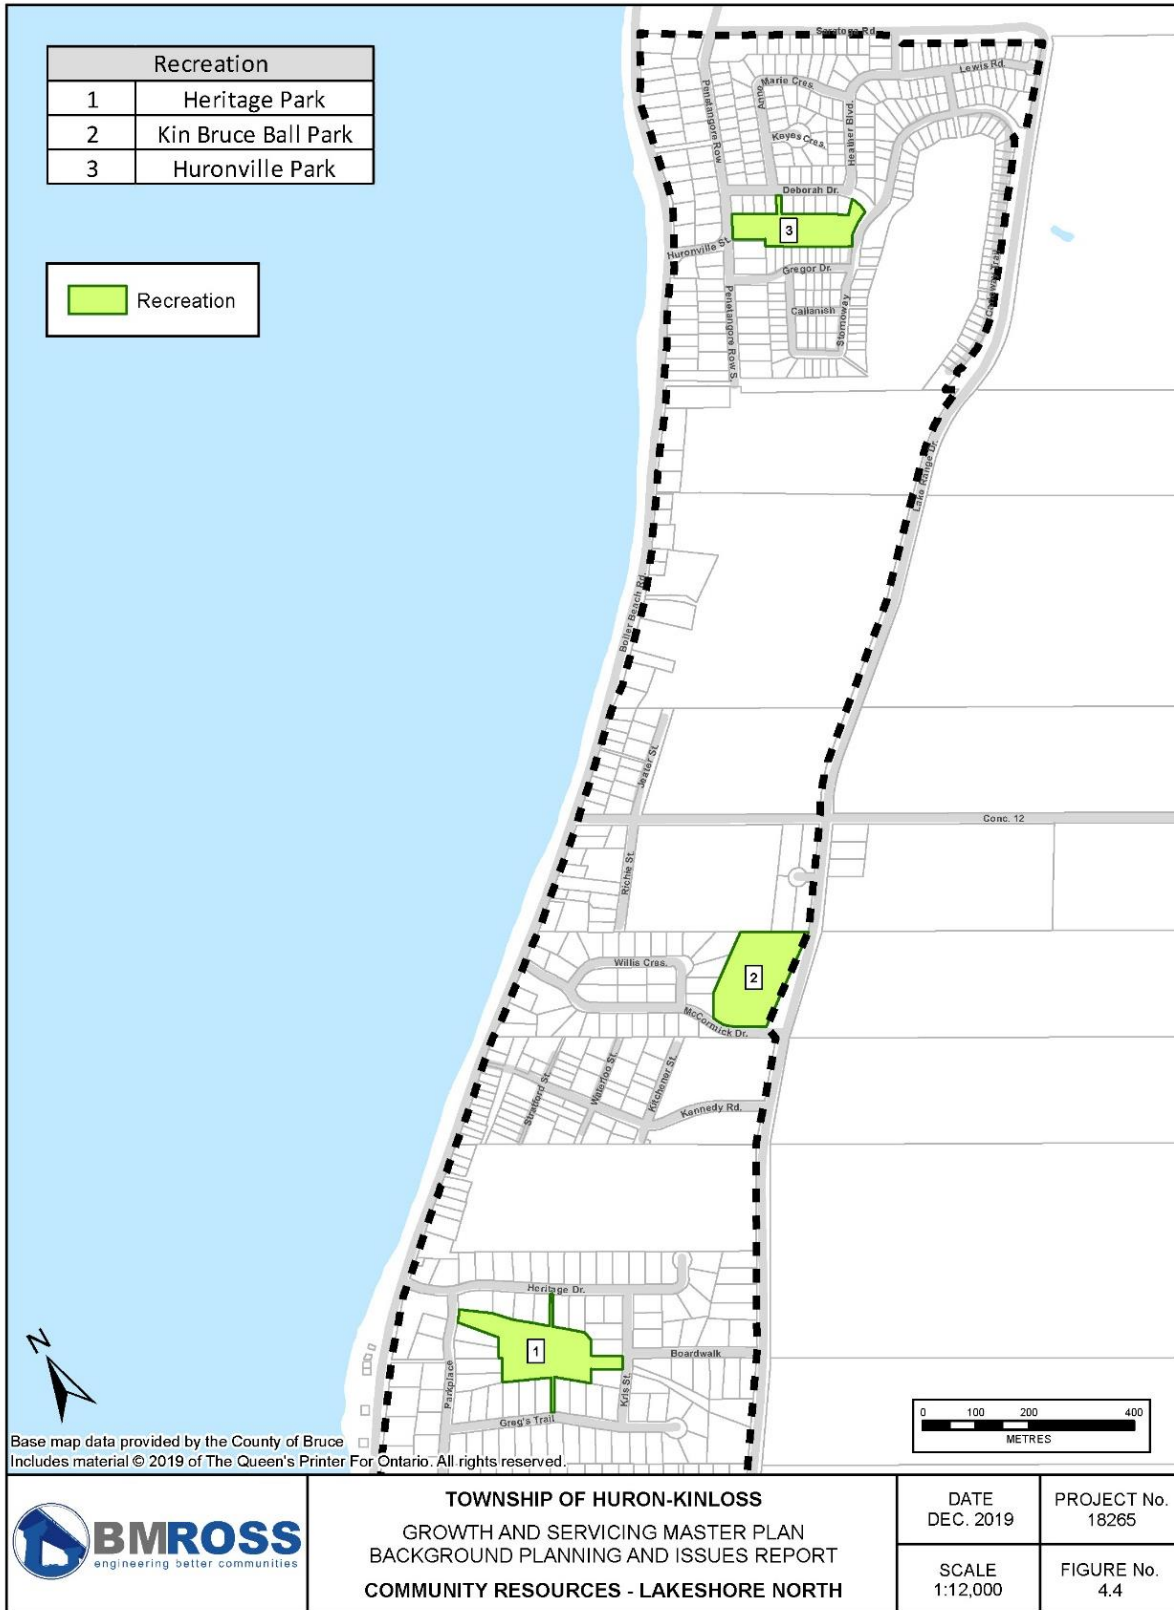 Recreation
1 Heritage Park
2 Kin Bruce Ball Park
3 Huronville Park
Recreation
Saratoga Rd.
Lewis Rd.
Penetangore Row
Anne
Marie Cres.
Keyes Cres.
Heather Blvd.
Deborah Dr.
3
Huronville St.
Gregor Dr.
Callanish
Stornoway
Penetangore Row S.
Lake Range Dr.
Boiler Beach Rd.
Jeater St.
Conc. 12
Richie St.
Willis Cres.
2
McCormick Dr.
Stratford St.
Waterloo St.
Kitchener St.
Kennedy Rd.
Heritage Dr.
1
Boardwalk
Parkplace
Kris St.
Greg's Trail
N
0 100 200 400
METRES
Base map data provided by the County of Bruce
Includes material © 2019 of The Queen's Printer For Ontario. All rights reserved.
BMROSS
engineering better communities
TOWNSHIP OF HURON-KINLOSS
GROWTH AND SERVICING MASTER PLAN
BACKGROUND PLANNING AND ISSUES REPORT
COMMUNITY RESOURCES - LAKESHORE NORTH
DATE
DEC. 2019
PROJECT No.
18265
SCALE
1:12,000
FIGURE No.
4.4